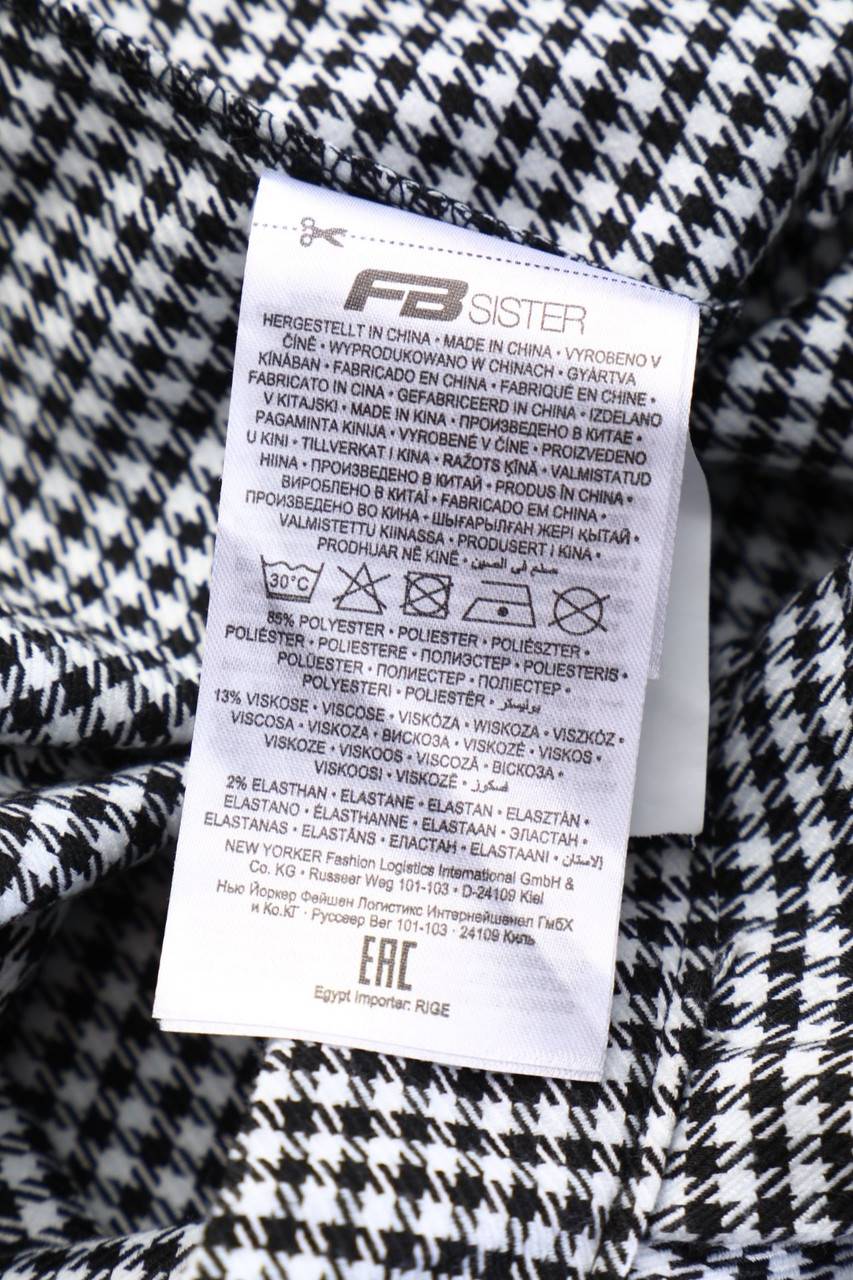 FB SISTER
HERGESTELLT IN CHINA • MADE IN CHINA • VYROBENO V
ČÍNĚ • WYPRODUKOWANO W CHINACH • GYÁRTVA
KÍNÁBAN • FABRICADO EN CHINA • FABRIQUÉ EN CHINE •
FABRICATO IN CINA • GEFABRICEERD IN CHINA • IZDELANO
V KITAJSKI • MADE IN KINA • ПРОИЗВЕДЕНО В КИТАЕ •
PAGAMINTA KINIJA • VYROBENÉ V ČÍNE • PROIZVEDENO
U KINI • TILLVERKAT I KINA • RAŽOTS ĶĪNĀ • VALMISTATUD
HIINA • ПРОИЗВЕДЕНО В КИТАЙ • PRODUS ÎN CHINA •
ВИРОБЛЕНО В КИТАЇ • FABRICADO EM CHINA •
ПРОИЗВЕДЕНО ВО КИНА • ШЫҒАРЫЛҒАН ЖЕРІ ҚЫТАЙ •
VALMISTETTU KIINASSA • PRODUSERT I KINA •
PRODHUAR NË KINË • صنع في الصين
30°C
85% POLYESTER • POLIESTER • POLIÉSZTER •
POLIÉSTER • POLIESTERE • ПОЛИЭСТЕР • POLIESTERIS •
POLÜESTER • ПОЛИЕСТЕР • ПОЛІЕСТЕР •
POLYESTERI • POLIESTËR • بوليستر
13% VISKOSE • VISCOSE • VISKÓZA • WISKOZA • VISZKÓZ •
VISCOSA • VISKOZA • ВИСКОЗА • VISKOZĖ • VISKOS •
VISKOZE • VISKOOS • VISCOZĂ • ВІСКОЗА •
VISKOOSI • VISKOZË • فسكوز
2% ELASTHAN • ELASTANE • ELASTAN • ELASZTÁN •
ELASTANO • ÉLASTHANNE • ELASTAAN • ЭЛАСТАН •
ELASTANAS • ELASTĀNS • ЕЛАСТАН • ELASTAANI •
NEW YORKER Fashion Logistics International GmbH &
Co. KG • Russeer Weg 101-103 • D-24109 Kiel
Нью Йоркер Фейшен Логистикс Интернейшенел ГмбХ
и Ко.КГ · Руссеер Вег 101-103 · 24109 Киль
EAC
Egypt Importer: RIGE